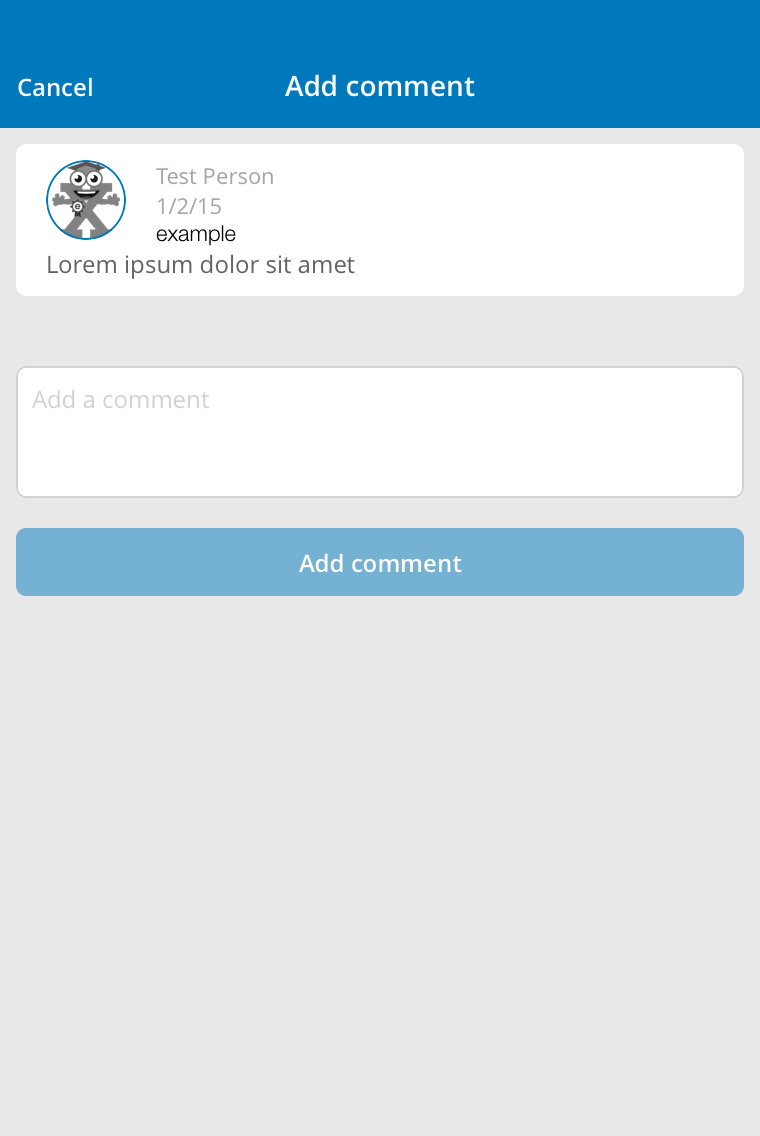 Cancel
Add comment
Test Person
1/2/15
example
Lorem ipsum dolor sit amet
Add a comment
Add comment